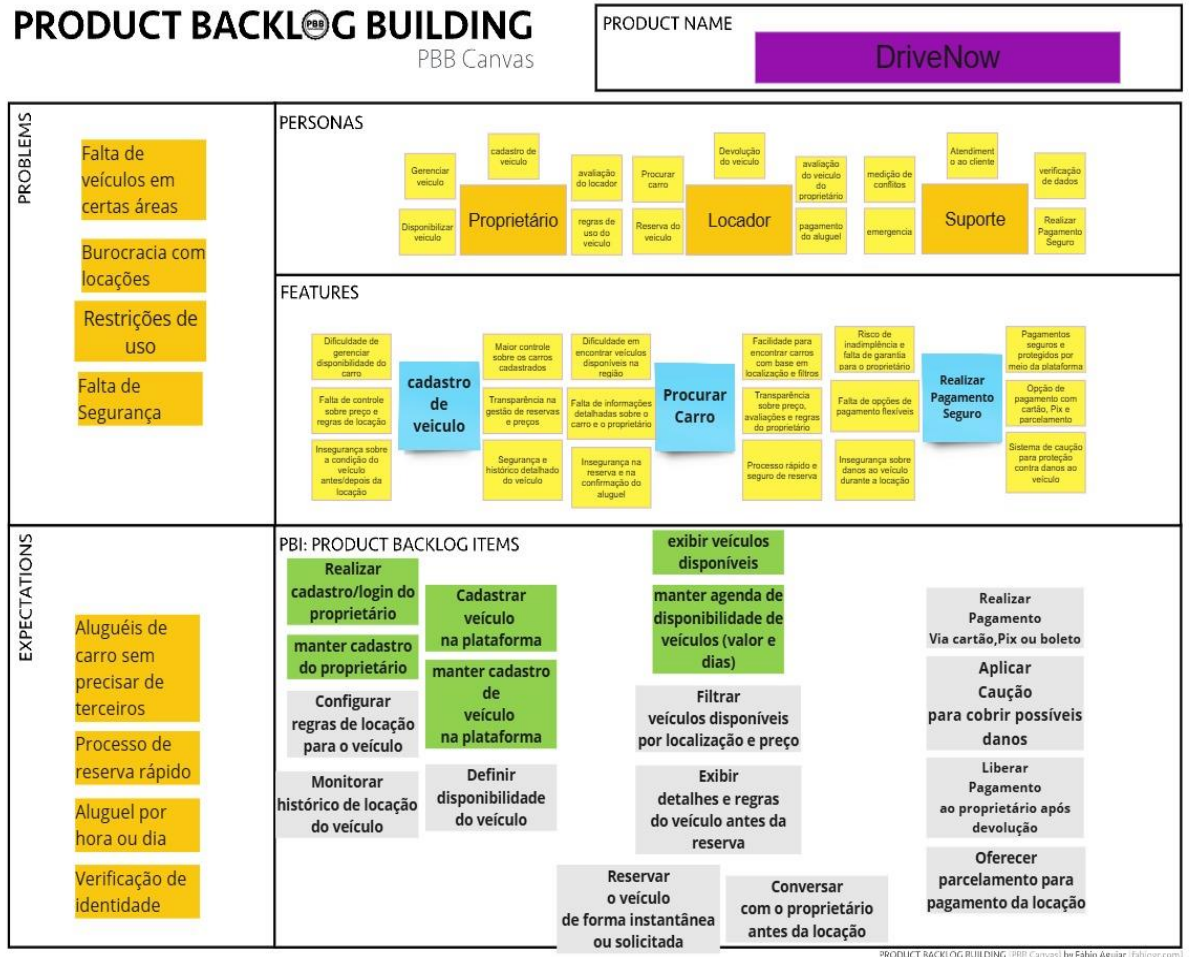 PRODUCT BACKLOG BUILDING
PBB
PBB Canvas
PRODUCT NAME
DriveNow
PROBLEMS
Falta de
veículos em
certas áreas
Burocracia com
locações
Restrições de
uso
Falta de
Segurança
PERSONAS
Gerenciar
veiculo
Disponibilizar
veiculo
cadastro de
veiculo
Proprietário
avaliação
do locador
regras de
uso do
veiculo
Procurar
carro
Reserva do
veiculo
Devolução
do veiculo
Locador
avaliação
do veiculo
do
proprietário
pagamento
do aluguel
medição de
conflitos
emergencia
Atendiment
o ao cliente
Suporte
verificação
de dados
Realizar
Pagamento
Seguro
FEATURES
Dificuldade de
gerenciar
disponibilidade do
carro
Falta de controle
sobre preço e
regras de locação
Insegurança sobre
a condição do
veículo
antes/depois da
locação
cadastro
de
veiculo
Maior controle
sobre os carros
cadastrados
Transparência na
gestão de reservas
e preços
Segurança e
histórico detalhado
do veículo
Dificuldade em
encontrar veículos
disponíveis na
região
Falta de informações
detalhadas sobre o
carro e o proprietário
Insegurança na
reserva e na
confirmação do
aluguel
Procurar
Carro
Facilidade para
encontrar carros
com base em
localização e filtros
Transparência
sobre preço,
avaliações e regras
do proprietário
Processo rápido e
seguro de reserva
Risco de
inadimplência e
falta de garantia
para o proprietário
Falta de opções de
pagamento flexíveis
Insegurança sobre
danos ao veículo
durante a locação
Realizar
Pagamento
Seguro
Pagamentos
seguros e
protegidos por
meio da plataforma
Opção de
pagamento com
cartão, Pix e
parcelamento
Sistema de caução
para proteção
contra danos ao
veículo
EXPECTATIONS
Aluguéis de
carro sem
precisar de
terceiros
Processo de
reserva rápido
Aluguel por
hora ou dia
Verificação de
identidade
PBI: PRODUCT BACKLOG ITEMS
Realizar
cadastro/login do
proprietário
manter cadastro
do proprietário
Configurar
regras de locação
para o veículo
Monitorar
histórico de locação
do veículo
Cadastrar
veículo
na plataforma
manter cadastro
de
veículo
na plataforma
Definir
disponibilidade
do veículo
exibir veículos
disponíveis
manter agenda de
disponibilidade de
veículos (valor e
dias)
Filtrar
veículos disponíveis
por localização e preço
Exibir
detalhes e regras
do veículo antes da
reserva
Reservar
o veículo
de forma instantânea
ou solicitada
Conversar
com o proprietário
antes da locação
Realizar
Pagamento
Via cartão,Pix ou boleto
Aplicar
Caução
para cobrir possíveis
danos
Liberar
Pagamento
ao proprietário após
devolução
Oferecer
parcelamento para
pagamento da locação
PRODUCT BACKLOG BUILDING (PBB Canvas) by Fábio Aguiar